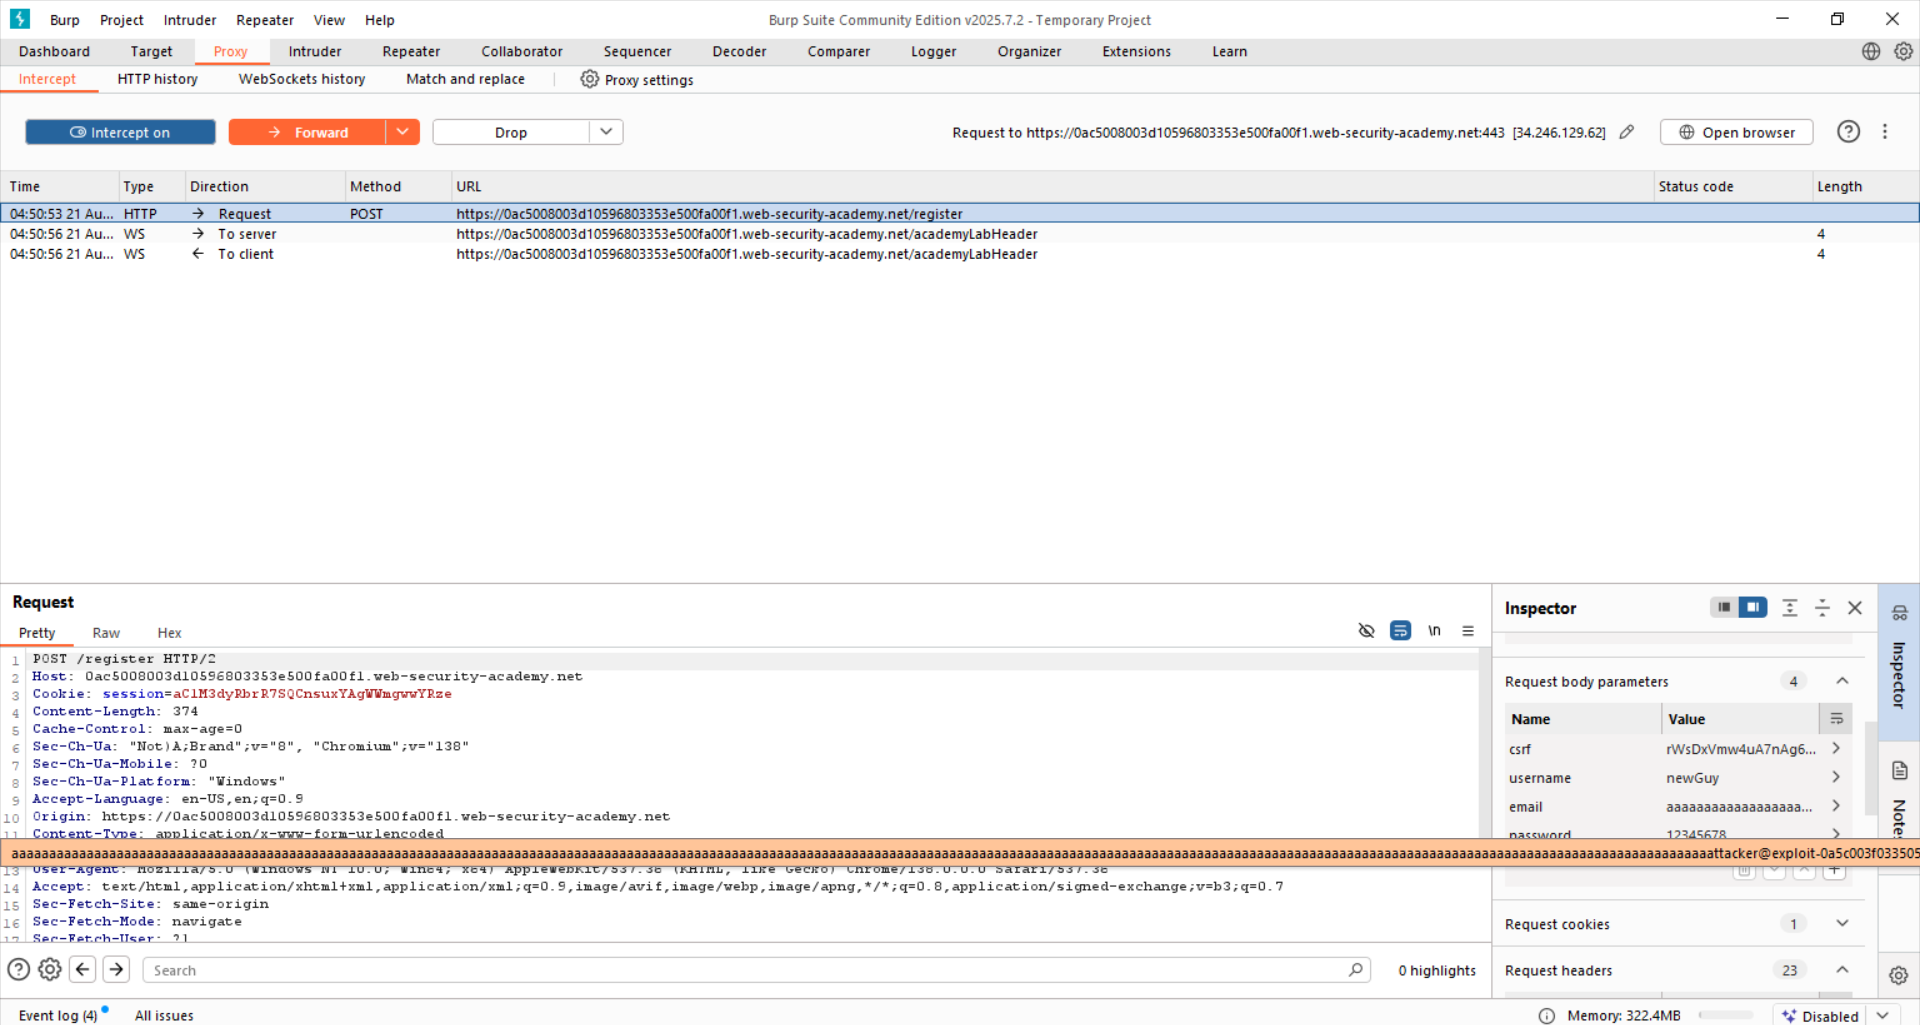 Burp Project Intruder Repeater View Help Burp Suite Community Edition v2025.7.2 - Temporary Project
Dashboard Target Proxy Intruder Repeater Collaborator Sequencer Decoder Comparer Logger Organizer Extensions Learn
Intercept HTTP history WebSockets history Match and replace Proxy settings
Intercept on Forward Drop Request to https://0ac5008003d10596803353e500fa00f1.web-security-academy.net:443 [34.246.129.62] Open browser
Time Type Direction Method URL Status code Length
04:50:53 21 Au... HTTP → Request POST https://0ac5008003d10596803353e500fa00f1.web-security-academy.net/register
04:50:56 21 Au... WS → To server https://0ac5008003d10596803353e500fa00f1.web-security-academy.net/academyLabHeader 4
04:50:56 21 Au... WS ← To client https://0ac5008003d10596803353e500fa00f1.web-security-academy.net/academyLabHeader 4
Request
Pretty Raw Hex \n
1 POST /register HTTP/2
2 Host: 0ac5008003d10596803353e500fa00f1.web-security-academy.net
3 Cookie: session=aClM3dyRbrR7SQCnsuxYAgWWmgwwYRze
4 Content-Length: 374
5 Cache-Control: max-age=0
6 Sec-Ch-Ua: "Not)A;Brand";v="8", "Chromium";v="138"
7 Sec-Ch-Ua-Mobile: ?0
8 Sec-Ch-Ua-Platform: "Windows"
9 Accept-Language: en-US,en;q=0.9
10 Origin: https://0ac5008003d10596803353e500fa00f1.web-security-academy.net
11 Content-Type: application/x-www-form-urlencoded
13 User-Agent: Mozilla/5.0 (Windows NT 10.0; Win64; x64) AppleWebKit/537.36 (KHTML, like Gecko) Chrome/138.0.0.0 Safari/537.36
14 Accept: text/html,application/xhtml+xml,application/xml;q=0.9,image/avif,image/webp,image/apng,*/*;q=0.8,application/signed-exchange;v=b3;q=0.7
15 Sec-Fetch-Site: same-origin
16 Sec-Fetch-Mode: navigate
17 Sec-Fetch-User: ?1
Search 0 highlights
Inspector
Request body parameters 4
Name Value
csrf rWsDxVmw4uA7nAg6...
username newGuy
email aaaaaaaaaaaaaaaaaa...
password 12345678
attacker@exploit-0a5c003f033505
Request cookies 1
Request headers 23
Inspector
Notes
Event log (4) All issues Memory: 322.4MB Disabled